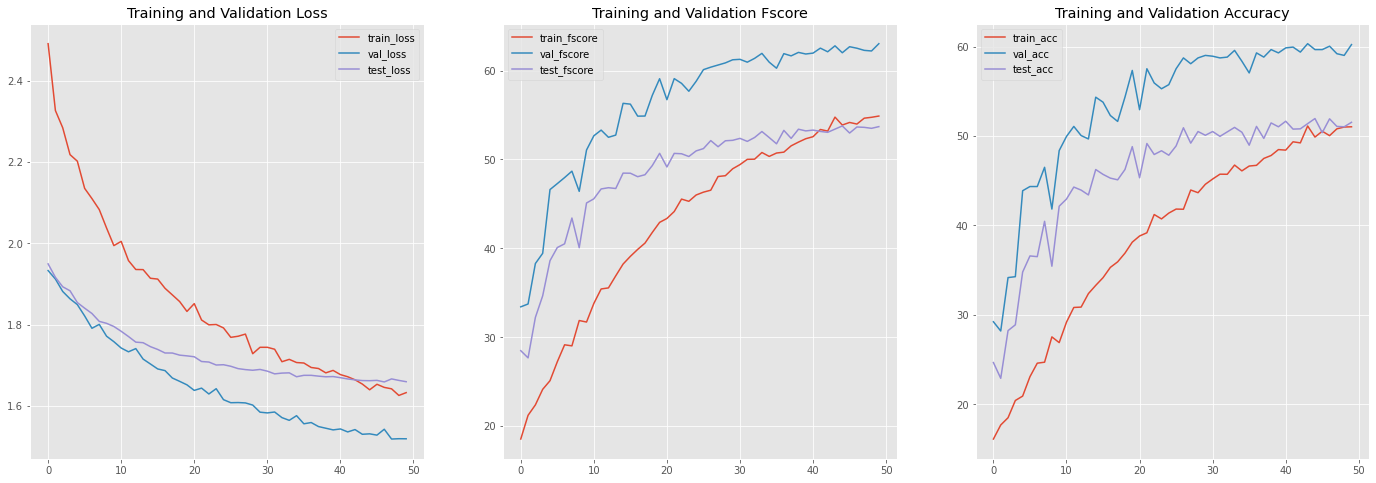 Training and Validation Loss
train_loss
val_loss
test_loss
2.4
2.2
2.0
1.8
1.6
0 10 20 30 40 50
Training and Validation Fscore
train_fscore
val_fscore
test_fscore
60
50
40
30
20
0 10 20 30 40 50
Training and Validation Accuracy
train_acc
val_acc
test_acc
60
50
40
30
20
0 10 20 30 40 50